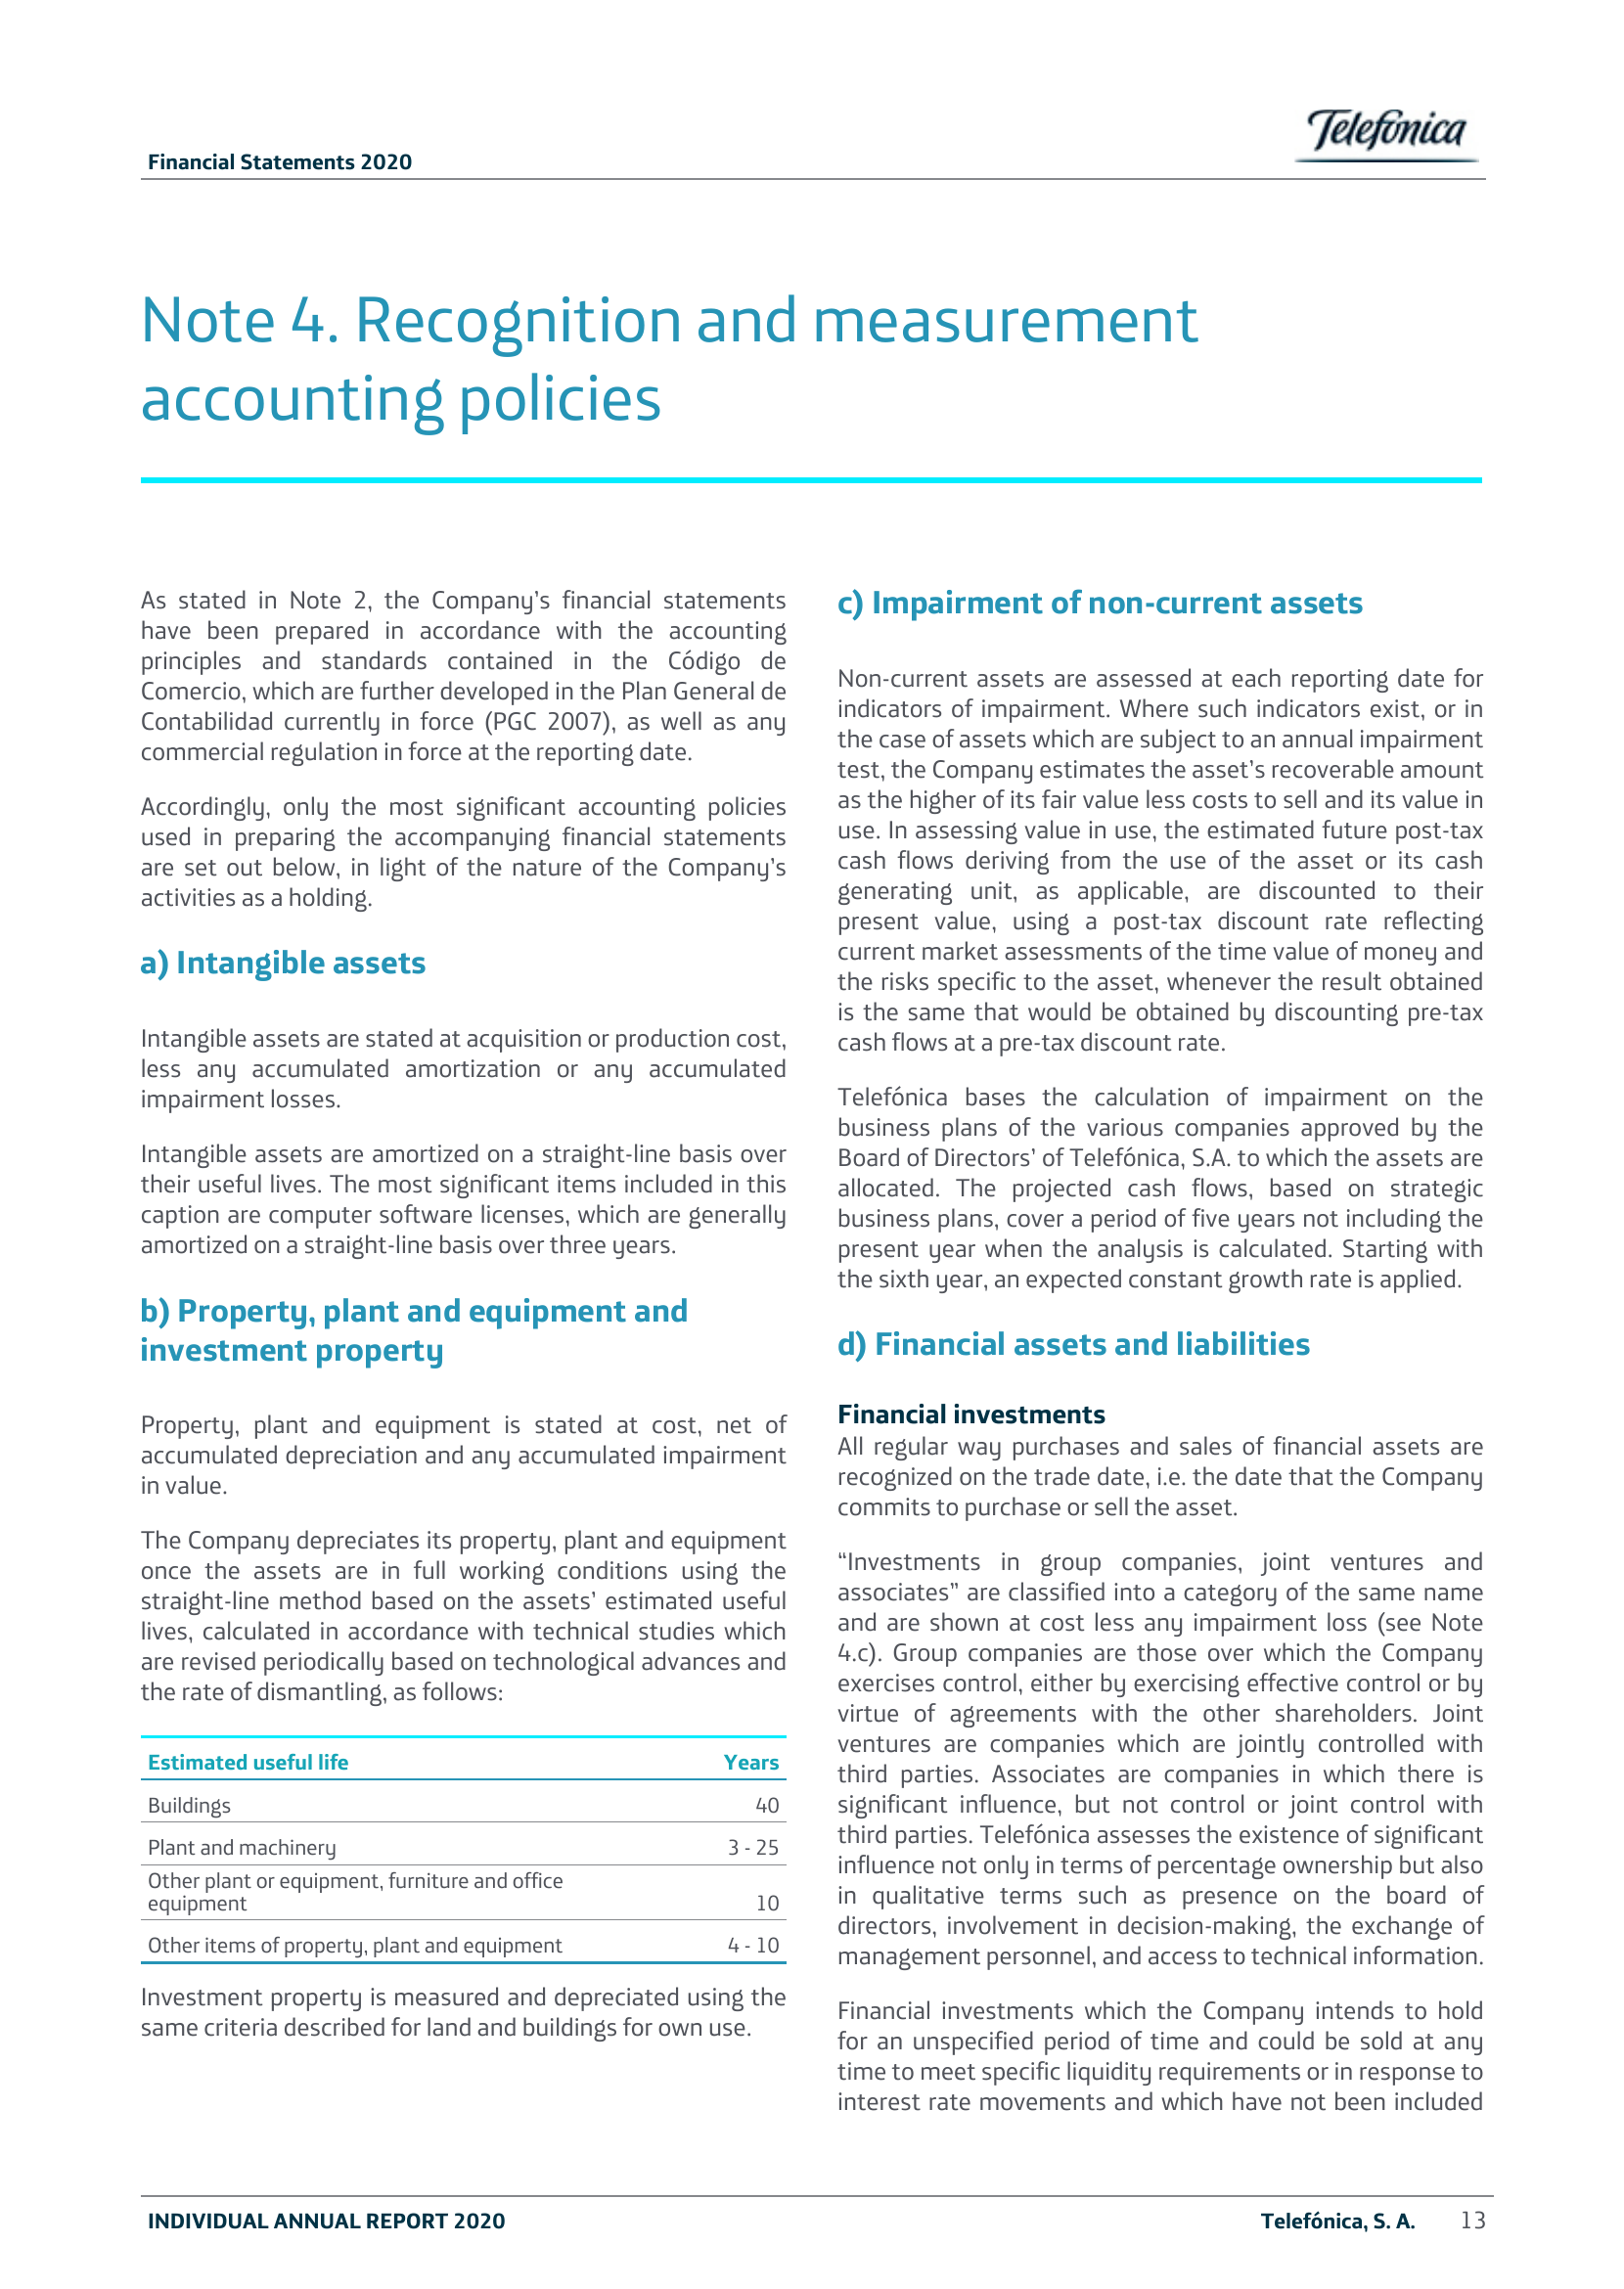 Telefónica
Financial Statements 2020
Note 4. Recognition and measurement
accounting policies
As stated in Note 2, the Company's financial statements
have been prepared in accordance with the accounting
principles and standards contained in the Código de
Comercio, which are further developed in the Plan General de
Contabilidad currently in force (PGC 2007), as well as any
commercial regulation in force at the reporting date.
Accordingly, only the most significant accounting policies
used in preparing the accompanying financial statements
are set out below, in light of the nature of the Company's
activities as a holding.
a) Intangible assets
Intangible assets are stated at acquisition or production cost,
less any accumulated amortization or any accumulated
impairment losses.
Intangible assets are amortized on a straight-line basis over
their useful lives. The most significant items included in this
caption are computer software licenses, which are generally
amortized on a straight-line basis over three years.
b) Property, plant and equipment and
investment property
Property, plant and equipment is stated at cost, net of
accumulated depreciation and any accumulated impairment
in value.
The Company depreciates its property, plant and equipment
once the assets are in full working conditions using the
straight-line method based on the assets' estimated useful
lives, calculated in accordance with technical studies which
are revised periodically based on technological advances and
the rate of dismantling, as follows:
Estimated useful life Years
Buildings 40
Plant and machinery 3 - 25
Other plant or equipment, furniture and office
equipment 10
Other items of property, plant and equipment 4 - 10
Investment property is measured and depreciated using the
same criteria described for land and buildings for own use.
c) Impairment of non-current assets
Non-current assets are assessed at each reporting date for
indicators of impairment. Where such indicators exist, or in
the case of assets which are subject to an annual impairment
test, the Company estimates the asset's recoverable amount
as the higher of its fair value less costs to sell and its value in
use. In assessing value in use, the estimated future post-tax
cash flows deriving from the use of the asset or its cash
generating unit, as applicable, are discounted to their
present value, using a post-tax discount rate reflecting
current market assessments of the time value of money and
the risks specific to the asset, whenever the result obtained
is the same that would be obtained by discounting pre-tax
cash flows at a pre-tax discount rate.
Telefónica bases the calculation of impairment on the
business plans of the various companies approved by the
Board of Directors' of Telefónica, S.A. to which the assets are
allocated. The projected cash flows, based on strategic
business plans, cover a period of five years not including the
present year when the analysis is calculated. Starting with
the sixth year, an expected constant growth rate is applied.
d) Financial assets and liabilities
Financial investments
All regular way purchases and sales of financial assets are
recognized on the trade date, i.e. the date that the Company
commits to purchase or sell the asset.
“Investments in group companies, joint ventures and
associates” are classified into a category of the same name
and are shown at cost less any impairment loss (see Note
4.c). Group companies are those over which the Company
exercises control, either by exercising effective control or by
virtue of agreements with the other shareholders. Joint
ventures are companies which are jointly controlled with
third parties. Associates are companies in which there is
significant influence, but not control or joint control with
third parties. Telefónica assesses the existence of significant
influence not only in terms of percentage ownership but also
in qualitative terms such as presence on the board of
directors, involvement in decision-making, the exchange of
management personnel, and access to technical information.
Financial investments which the Company intends to hold
for an unspecified period of time and could be sold at any
time to meet specific liquidity requirements or in response to
interest rate movements and which have not been included
INDIVIDUAL ANNUAL REPORT 2020 Telefónica, S. A. 13